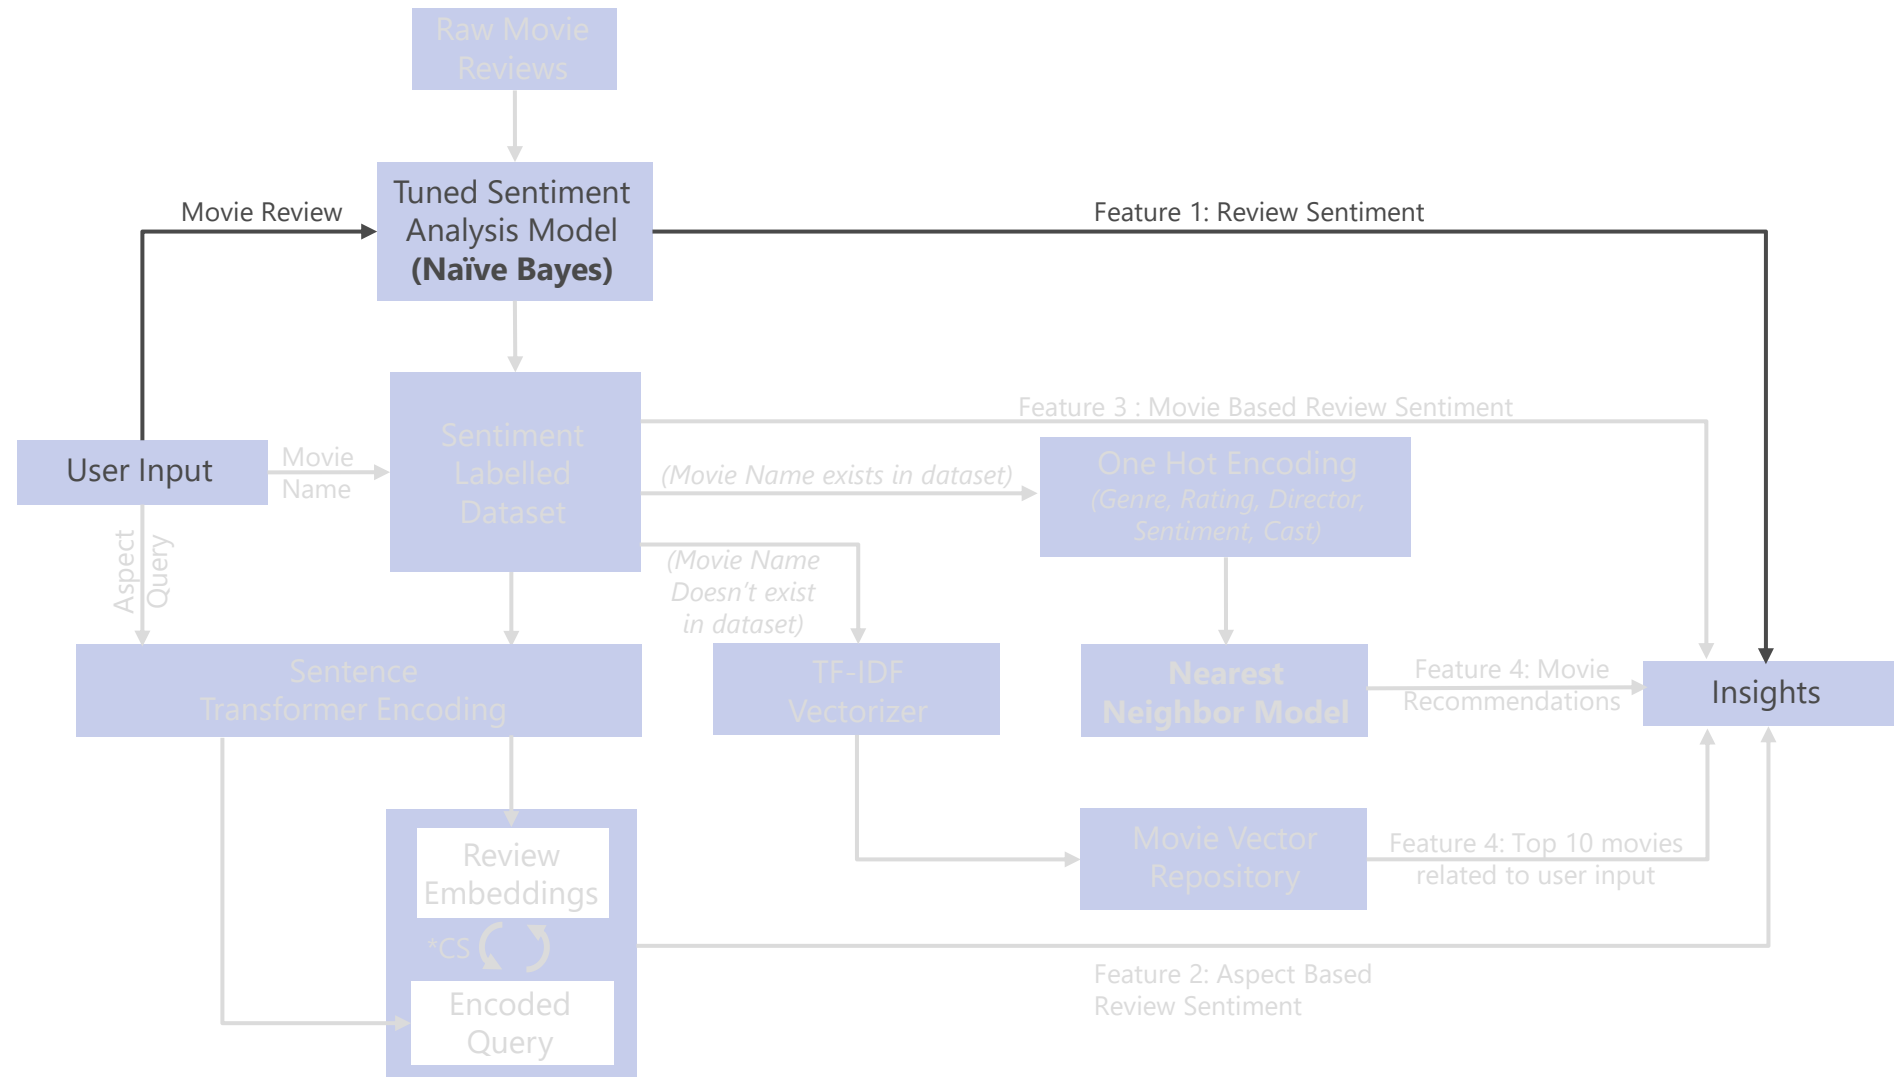 Raw Movie
Reviews
Tuned Sentiment
Analysis Model
(Naïve Bayes)
Movie Review
Feature 1: Review Sentiment
Feature 3 : Movie Based Review Sentiment
User Input
Movie
Name
Sentiment
Labelled
Dataset
(Movie Name exists in dataset)
One Hot Encoding
(Genre, Rating, Director,
Sentiment, Cast)
Aspect
Query
(Movie Name
Doesn't exist
in dataset)
Sentence
Transformer Encoding
TF-IDF
Vectorizer
Nearest
Neighbor Model
Feature 4: Movie
Recommendations
Insights
Review
Embeddings
*CS
Encoded
Query
Movie Vector
Repository
Feature 4: Top 10 movies
related to user input
Feature 2: Aspect Based
Review Sentiment